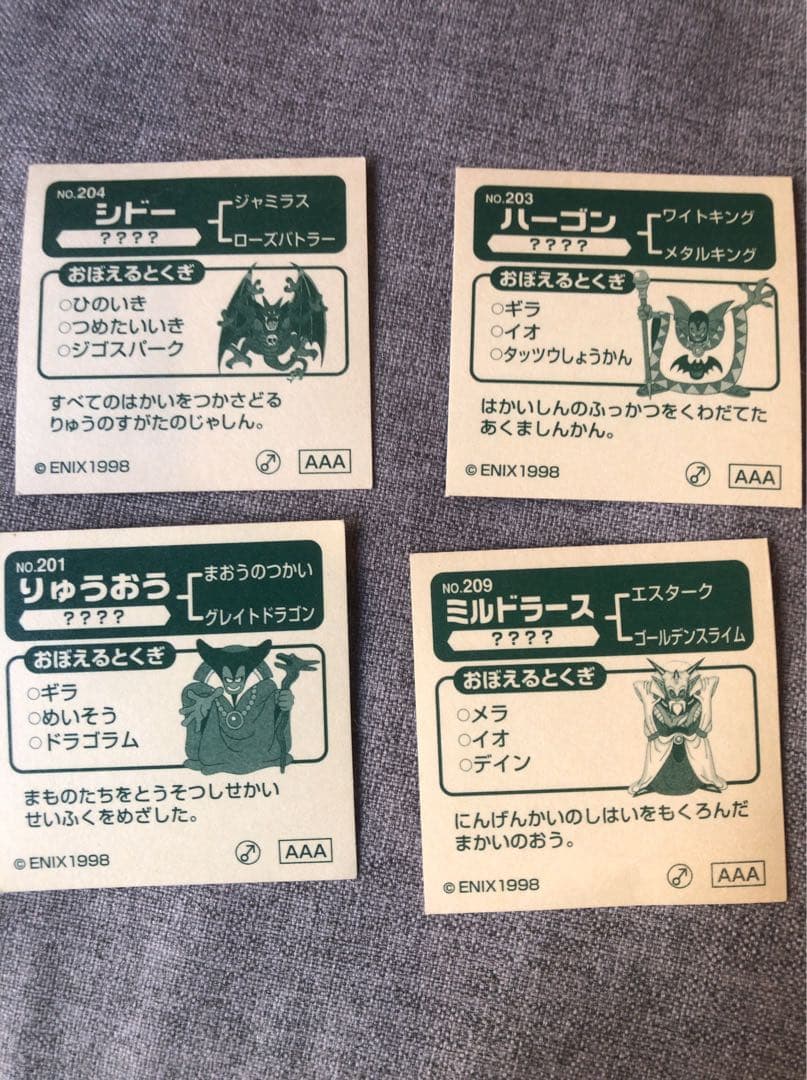 NO.204
シドー
????
ジャミラス
ローズバトラー
おぼえるとくぎ
○ひのいき
○つめたいいき
○ジゴスパーク
すべてのはかいをつかさどる
りゅうのすがたのじゃしん。
© ENIX1998
♂ AAA
NO.203
ハーゴン
????
ワイトキング
メタルキング
おぼえるとくぎ
○ギラ
○イオ
○タッツウしょうかん
はかいしんのふっかつをくわだてた
あくましんかん。
© ENIX1998
♂ AAA
NO.201
りゅうおう
????
まおうのつかい
グレイトドラゴン
おぼえるとくぎ
○ギラ
○めいそう
○ドラゴラム
まものたちをとうそつしせかい
せいふくをめざした。
© ENIX1998
♂ AAA
NO.209
ミルドラース
????
エスターク
ゴールデンスライム
おぼえるとくぎ
○メラ
○イオ
○デイン
にんげんかいのしはいをもくろんだ
まかいのおう。
© ENIX1998
♂ AAA